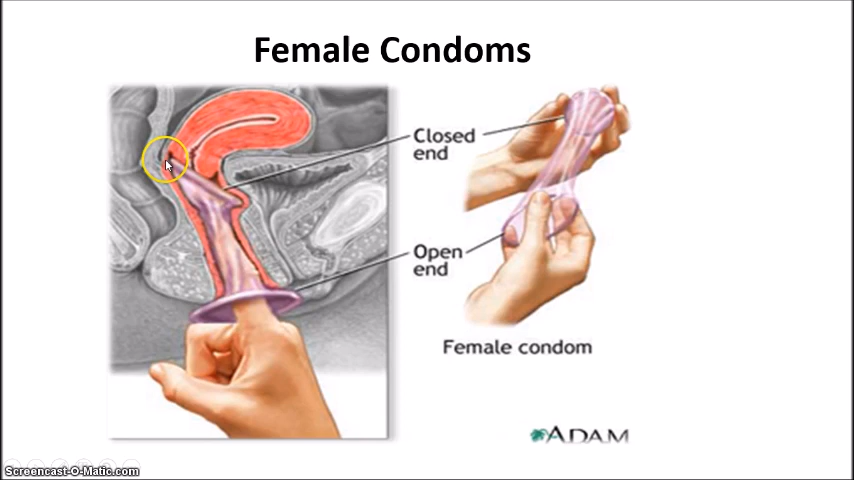 Female Condoms
Closed
end
Open
end
Female condom
ADAM
Screencast-O-Matic.com